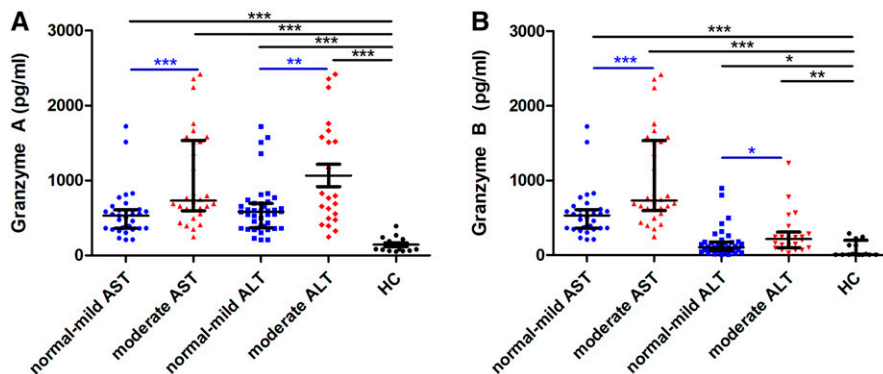 A
Granzyme A (pg/ml)
3000
2000
1000
0
***
***
***
***
***
**
normal-mild AST
moderate AST
normal-mild ALT
moderate ALT
HC
B
Granzyme B (pg/ml)
3000
2000
1000
0
***
***
*
**
***
*
normal-mild AST
moderate AST
normal-mild ALT
moderate ALT
HC